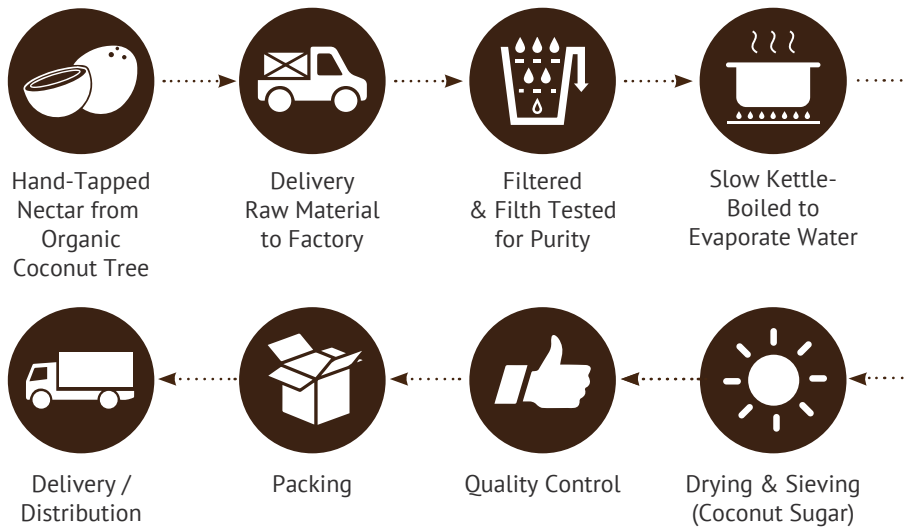 Hand-Tapped
Nectar from
Organic
Coconut Tree
Delivery
Raw Material
to Factory
Filtered
& Filth Tested
for Purity
Slow Kettle-
Boiled to
Evaporate Water
Delivery /
Distribution
Packing
Quality Control
Drying & Sieving
(Coconut Sugar)